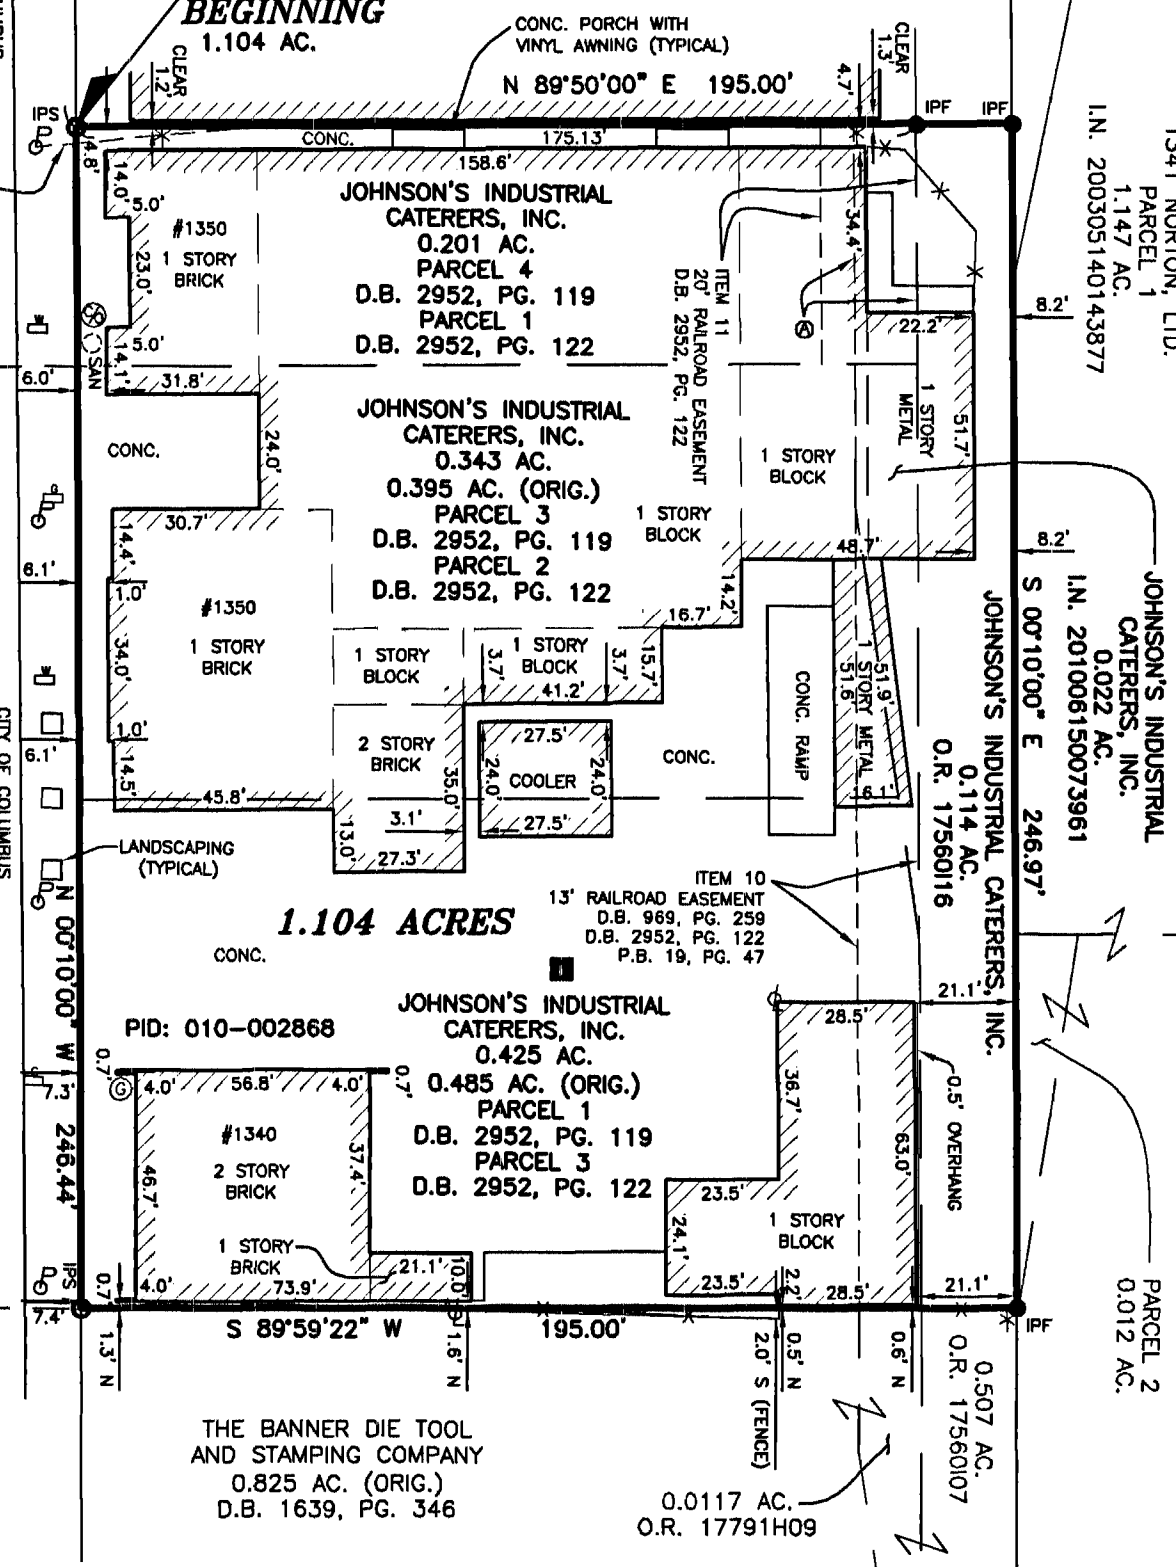 BEGINNING
1.104 AC.
CONC. PORCH WITH
VINYL AWNING (TYPICAL)
N 89°50'00" E 195.00'
CLEAR
1.2'
CLEAR
1.3'
4.7'
IPS
IPF
IPF
CONC.
175.13'
158.6'
4.8'
14.0'
5.0'
23.0'
5.0'
14.1'
31.8'
#1350
1 STORY
BRICK
JOHNSON'S INDUSTRIAL
CATERERS, INC.
0.201 AC.
PARCEL 4
D.B. 2952, PG. 119
PARCEL 1
D.B. 2952, PG. 122
ITEM 11
20' RAILROAD EASEMENT
D.B. 2952, PG. 122
34.4'
A
22.2'
8.2'
1341 NORTON, LTD.
PARCEL 1
1.147 AC.
I.N. 200305140143877
SAN
6.0'
CONC.
24.0'
30.7'
JOHNSON'S INDUSTRIAL
CATERERS, INC.
0.343 AC.
0.395 AC. (ORIG.)
PARCEL 3
D.B. 2952, PG. 119
PARCEL 2
D.B. 2952, PG. 122
1 STORY
BLOCK
1 STORY
BLOCK
1 STORY
METAL
51.7'
48.7'
8.2'
14.4'
6.1'
1.0'
34.0'
1.0'
14.5'
#1350
1 STORY
BRICK
1 STORY
BLOCK
1 STORY
BLOCK
3.7'
3.7'
15.7'
16.7'
14.2'
41.2'
W
W
6.1'
45.8'
2 STORY
BRICK
35.0'
13.0'
3.1'
27.3'
27.5'
24.0'
COOLER
24.0'
27.5'
CONC.
CONC. RAMP
1 STORY METAL
51.6'
51.9'
16.1'
JOHNSON'S INDUSTRIAL
CATERERS, INC.
0.022 AC.
I.N. 201006150073961
S 00°10'00" E 246.97'
JOHNSON'S INDUSTRIAL CATERERS, INC.
0.114 AC.
O.R. 17560I16
CITY OF COLUMBUS
LANDSCAPING
(TYPICAL)
ITEM 10
13' RAILROAD EASEMENT
D.B. 969, PG. 259
D.B. 2952, PG. 122
P.B. 19, PG. 47
1.104 ACRES
CONC.
N 00°10'00" W 246.44'
PID: 010-002868
JOHNSON'S INDUSTRIAL
CATERERS, INC.
0.425 AC.
0.485 AC. (ORIG.)
PARCEL 1
D.B. 2952, PG. 119
PARCEL 3
D.B. 2952, PG. 122
21.1'
28.5'
36.7'
63.0'
0.5' OVERHANG
0.7'
7.3'
G
4.0'
56.8'
4.0'
0.7'
#1340
2 STORY
BRICK
46.7'
37.4'
1 STORY
BRICK
21.1'
10.0'
4.0'
73.9'
0.7'
IPS
7.4'
23.5'
24.1'
1 STORY
BLOCK
23.5'
2.2'
28.5'
21.1'
IPF
PARCEL 2
0.012 AC.
S 89°59'22" W 195.00'
1.3' N
1.6' N
2.0' S (FENCE)
0.5' N
0.6' N
0.507 AC.
O.R. 17560I07
THE BANNER DIE TOOL
AND STAMPING COMPANY
0.825 AC. (ORIG.)
D.B. 1639, PG. 346
0.0117 AC.
O.R. 17791H09